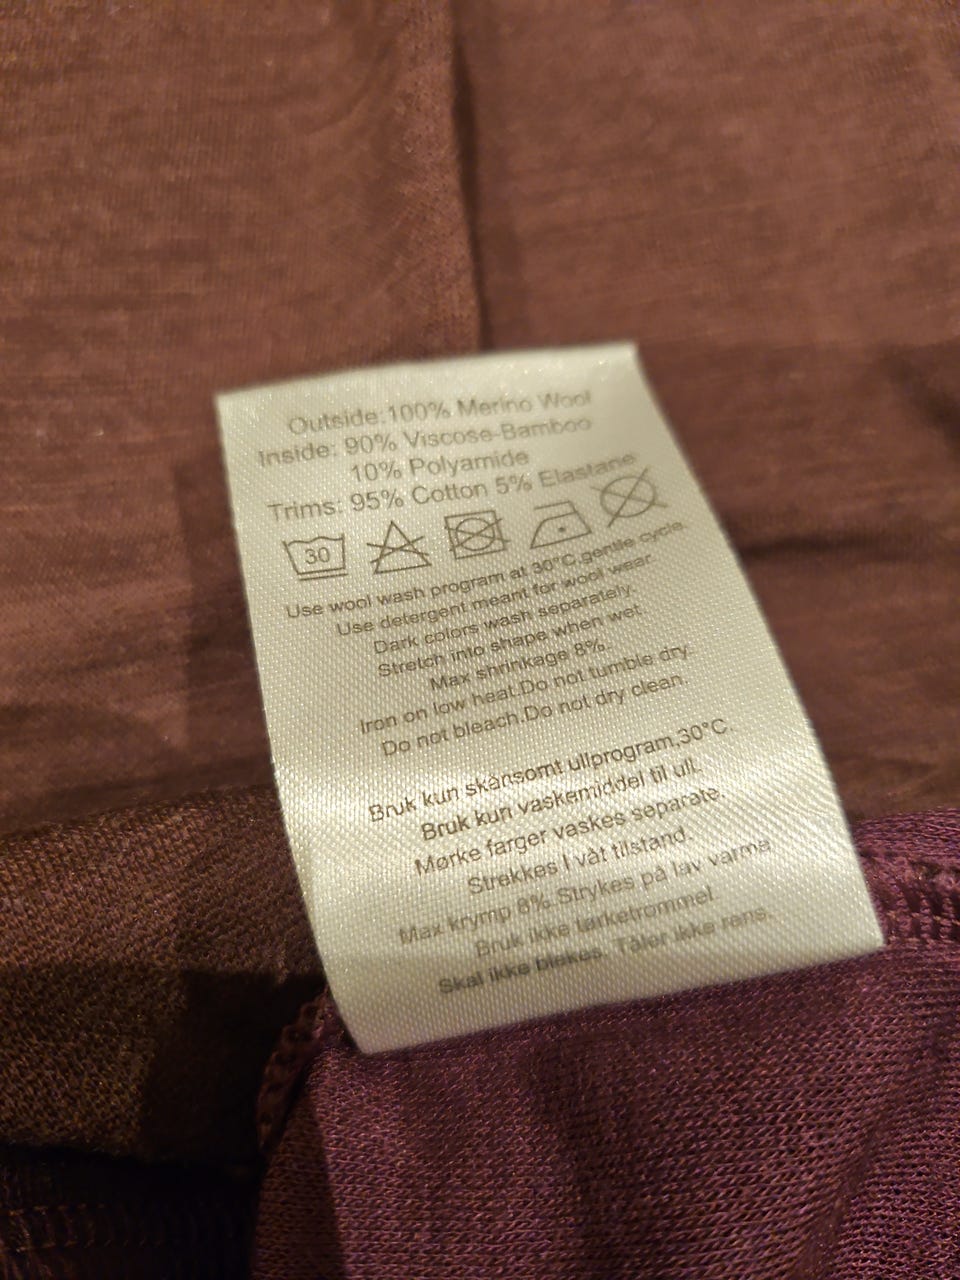 Outside:100% Merino Wool
Inside: 90% Viscose-Bamboo
10% Polyamide
Trims: 95% Cotton 5% Elastane
30
Use wool wash program at 30°C.gentle cycle.
Use detergent meant for wool wear
Dark colors wash separately.
Stretch into shape when wet.
Max shrinkage 8%.
Iron on low heat.Do not tumble dry.
Do not bleach.Do not dry clean.
Bruk kun skånsomt ullprogram,30°C.
Bruk kun vaskemiddel til ull.
Mørke farger vaskes separate.
Strekkes I våt tilstand.
Max krymp 8%.Strykes på lav varme
Bruk ikke tørketrommel.
Skal ikke blekes. Tåler ikke rens.